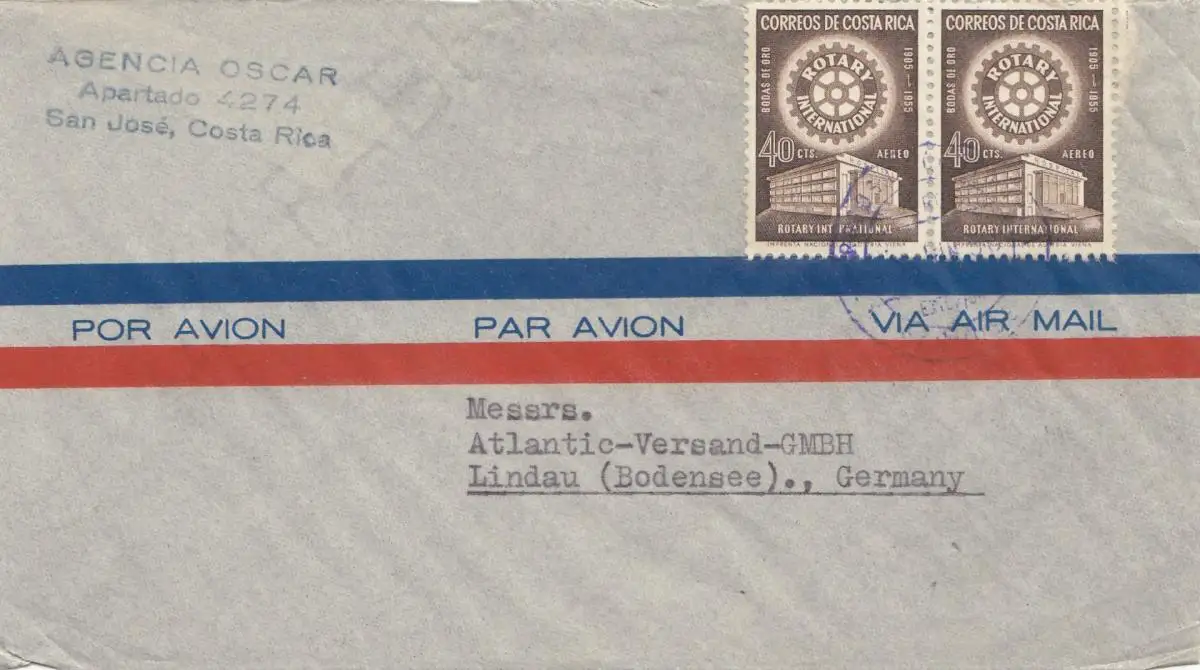 AGENCIA OSCAR
Apartado 4274
San José, Costa Rica
CORREOS DE COSTA RICA
BODAS DE ORO
1905-1955
ROTARY
INTERNATIONAL
40 CTS. AEREO
HOSPITAL
ROTARY INTERNATIONAL
CORREOS DE COSTA RICA
BODAS DE ORO
1905-1955
ROTARY
INTERNATIONAL
40 CTS. AEREO
HOSPITAL
ROTARY INTERNATIONAL
POR AVION PAR AVION VIA AIR MAIL
Messrs.
Atlantic-Versand-GMBH
Lindau (Bodensee)., Germany